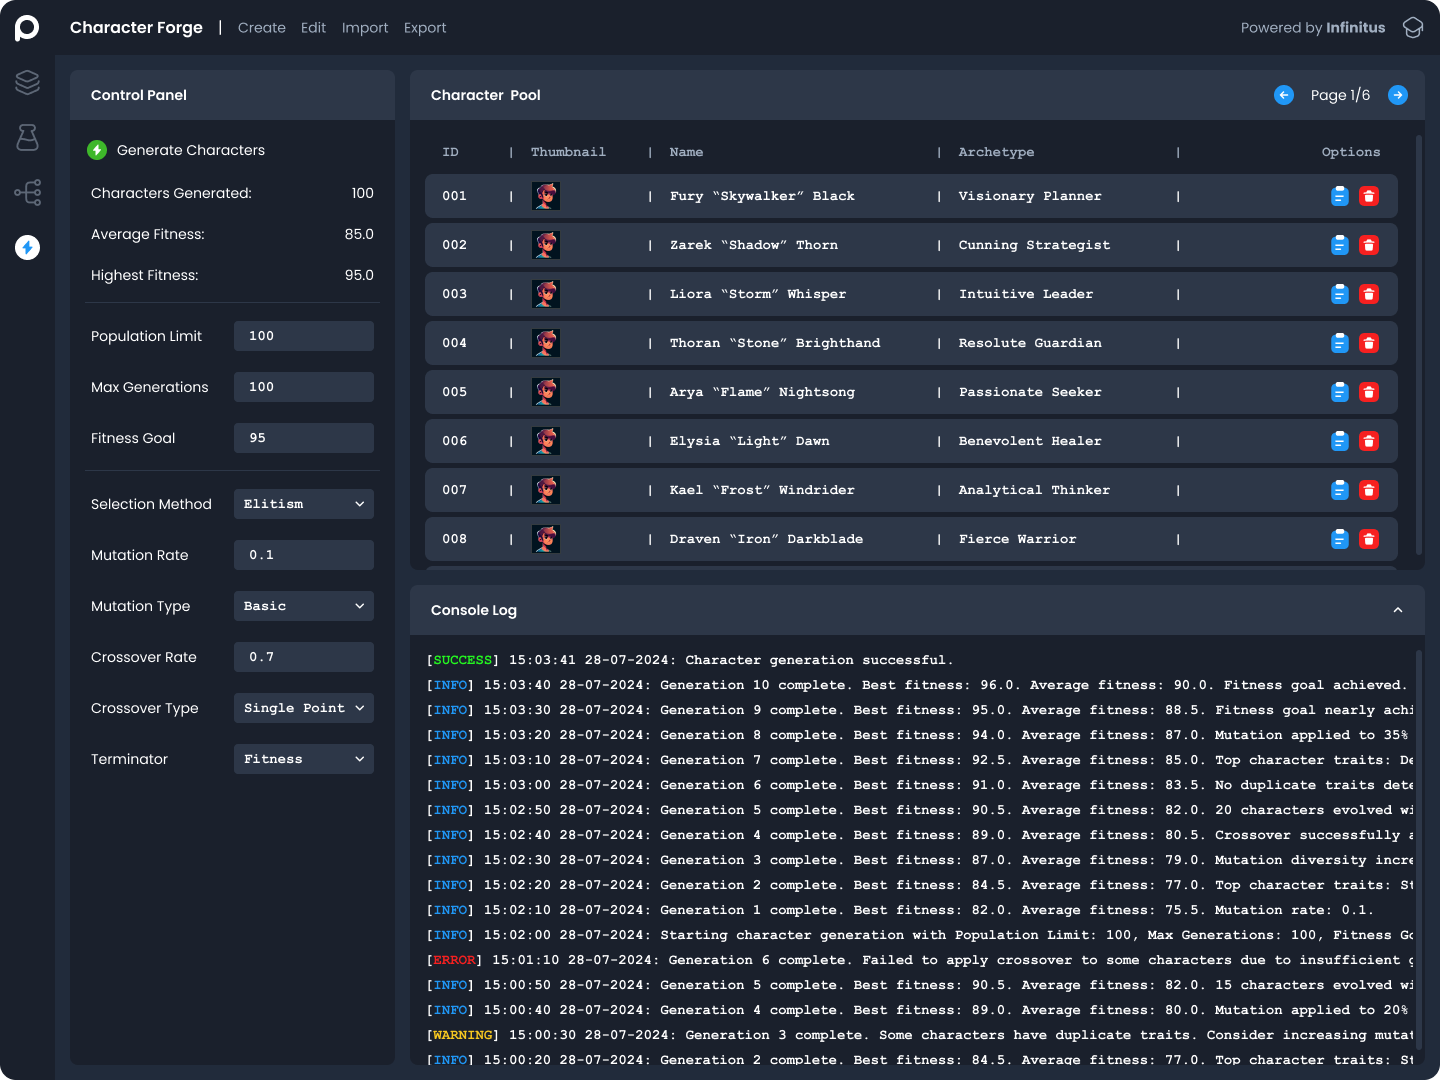 Character Forge | Create Edit Import Export Powered by Infinitus
Control Panel
Generate Characters
Characters Generated: 100
Average Fitness: 85.0
Highest Fitness: 95.0
Population Limit 100
Max Generations 100
Fitness Goal 95
Selection Method Elitism
Mutation Rate 0.1
Mutation Type Basic
Crossover Rate 0.7
Crossover Type Single Point
Terminator Fitness
Character Pool Page 1/6
ID | Thumbnail | Name | Archetype | Options
001 | | Fury “Skywalker” Black | Visionary Planner |
002 | | Zarek “Shadow” Thorn | Cunning Strategist |
003 | | Liora “Storm” Whisper | Intuitive Leader |
004 | | Thoran “Stone” Brighthand | Resolute Guardian |
005 | | Arya “Flame” Nightsong | Passionate Seeker |
006 | | Elysia “Light” Dawn | Benevolent Healer |
007 | | Kael “Frost” Windrider | Analytical Thinker |
008 | | Draven “Iron” Darkblade | Fierce Warrior |
Console Log
[SUCCESS] 15:03:41 28-07-2024: Character generation successful.
[INFO] 15:03:40 28-07-2024: Generation 10 complete. Best fitness: 96.0. Average fitness: 90.0. Fitness goal achieved.
[INFO] 15:03:30 28-07-2024: Generation 9 complete. Best fitness: 95.0. Average fitness: 88.5. Fitness goal nearly achi
[INFO] 15:03:20 28-07-2024: Generation 8 complete. Best fitness: 94.0. Average fitness: 87.0. Mutation applied to 35%
[INFO] 15:03:10 28-07-2024: Generation 7 complete. Best fitness: 92.5. Average fitness: 85.0. Top character traits: De
[INFO] 15:03:00 28-07-2024: Generation 6 complete. Best fitness: 91.0. Average fitness: 83.5. No duplicate traits dete
[INFO] 15:02:50 28-07-2024: Generation 5 complete. Best fitness: 90.5. Average fitness: 82.0. 20 characters evolved wi
[INFO] 15:02:40 28-07-2024: Generation 4 complete. Best fitness: 89.0. Average fitness: 80.5. Crossover successfully a
[INFO] 15:02:30 28-07-2024: Generation 3 complete. Best fitness: 87.0. Average fitness: 79.0. Mutation diversity incre
[INFO] 15:02:20 28-07-2024: Generation 2 complete. Best fitness: 84.5. Average fitness: 77.0. Top character traits: St
[INFO] 15:02:10 28-07-2024: Generation 1 complete. Best fitness: 82.0. Average fitness: 75.5. Mutation rate: 0.1.
[INFO] 15:02:00 28-07-2024: Starting character generation with Population Limit: 100, Max Generations: 100, Fitness Go
[ERROR] 15:01:10 28-07-2024: Generation 6 complete. Failed to apply crossover to some characters due to insufficient g
[INFO] 15:00:50 28-07-2024: Generation 5 complete. Best fitness: 90.5. Average fitness: 82.0. 15 characters evolved wi
[INFO] 15:00:40 28-07-2024: Generation 4 complete. Best fitness: 89.0. Average fitness: 80.0. Mutation applied to 20%
[WARNING] 15:00:30 28-07-2024: Generation 3 complete. Some characters have duplicate traits. Consider increasing mutat
[INFO] 15:00:20 28-07-2024: Generation 2 complete. Best fitness: 84.5. Average fitness: 77.0. Top character traits: St